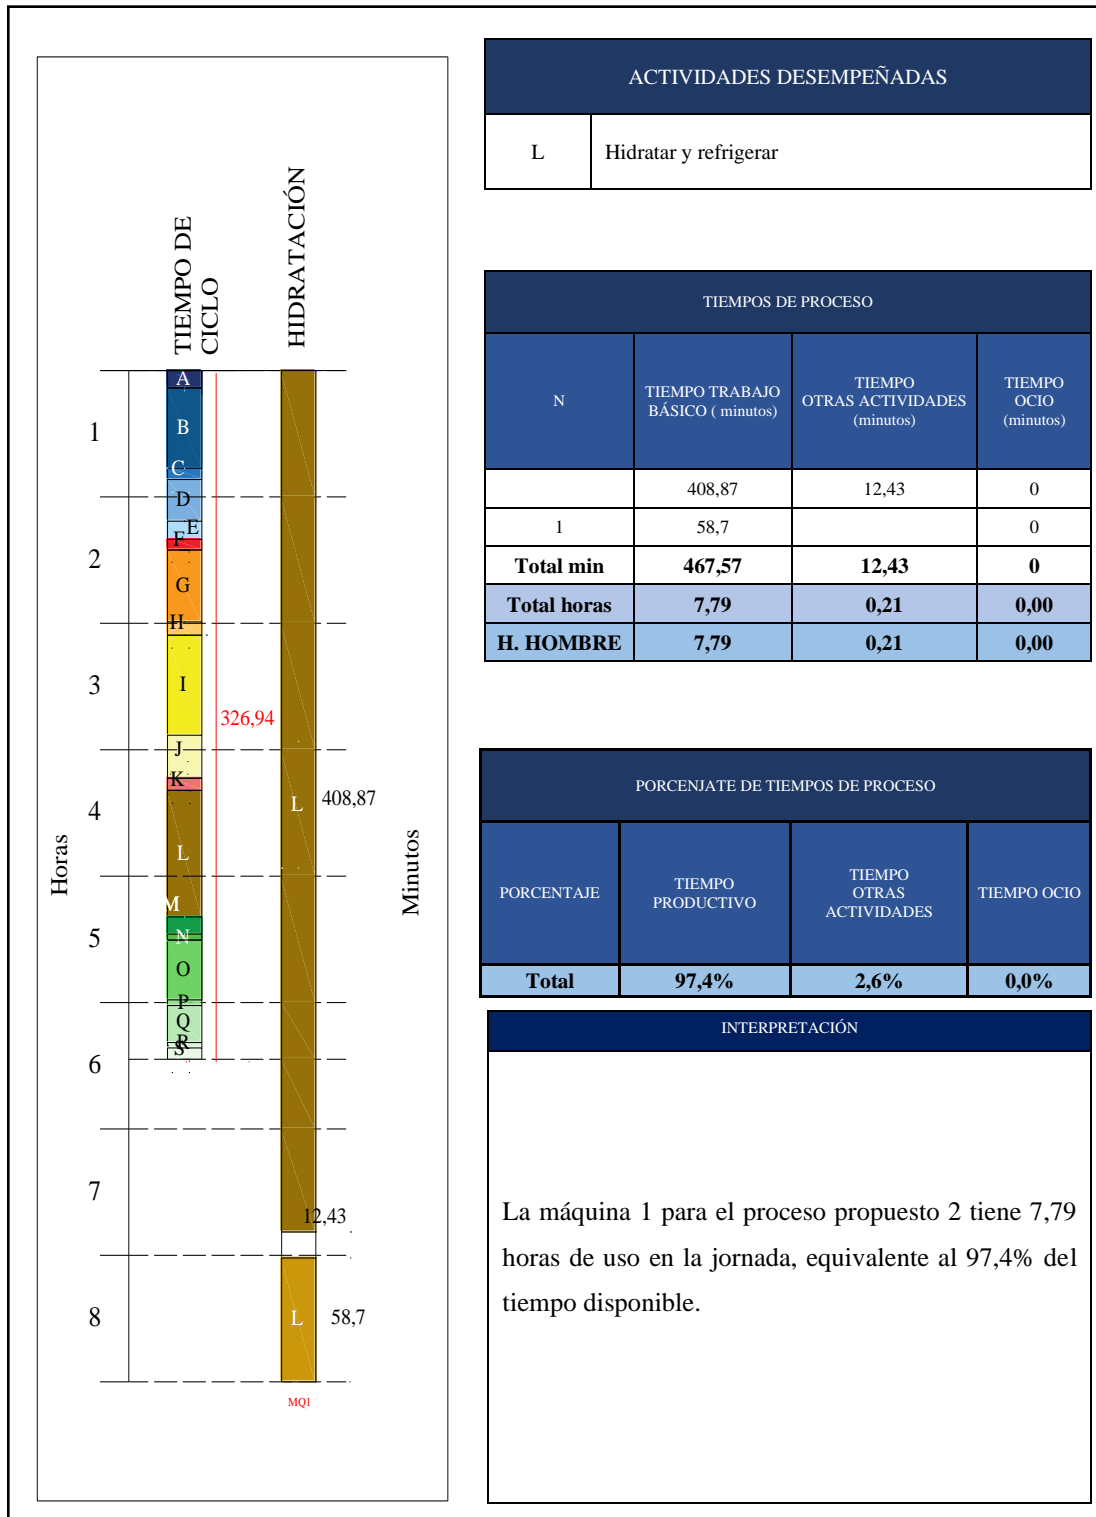 TIEMPO DE
CICLO
HIDRATACIÓN
Horas
1
2
3
4
5
6
7
8
A
B
C
D
E
F
G
H
I
J
K
L
M
N
O
P
Q
R
S
326,94
L
408,87
12,43
L
58,7
MQ1
Minutos
ACTIVIDADES DESEMPEÑADAS
L Hidratar y refrigerar
TIEMPOS DE PROCESO
N
TIEMPO TRABAJO
BÁSICO ( minutos)
TIEMPO
OTRAS ACTIVIDADES
(minutos)
TIEMPO
OCIO
(minutos)
408,87 12,43 0
1 58,7 0
Total min 467,57 12,43 0
Total horas 7,79 0,21 0,00
H. HOMBRE 7,79 0,21 0,00
PORCENJATE DE TIEMPOS DE PROCESO
PORCENTAJE
TIEMPO
PRODUCTIVO
TIEMPO
OTRAS
ACTIVIDADES
TIEMPO OCIO
Total 97,4% 2,6% 0,0%
INTERPRETACIÓN
La máquina 1 para el proceso propuesto 2 tiene 7,79
horas de uso en la jornada, equivalente al 97,4% del
tiempo disponible.